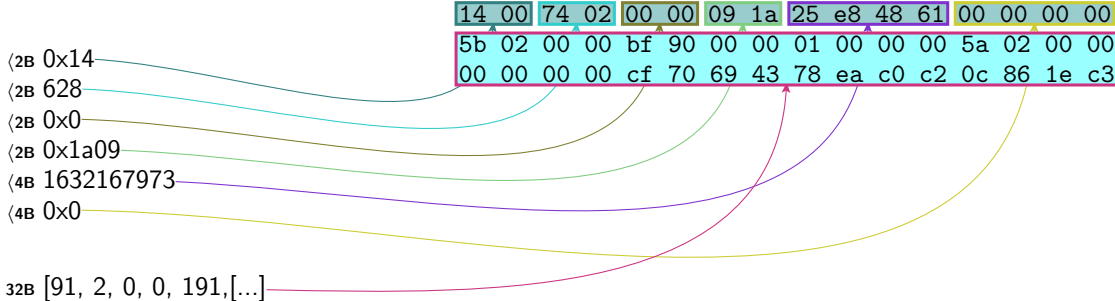 14 00 74 02 00 00 09 1a 25 e8 48 61 00 00 00 00
5b 02 00 00 bf 90 00 00 01 00 00 00 5a 02 00 00
00 00 00 00 cf 70 69 43 78 ea c0 c2 0c 86 1e c3
⟨2B 0x14
⟨2B 628
⟨2B 0x0
⟨2B 0x1a09
⟨4B 1632167973
⟨4B 0x0
32B [91, 2, 0, 0, 191,[...]